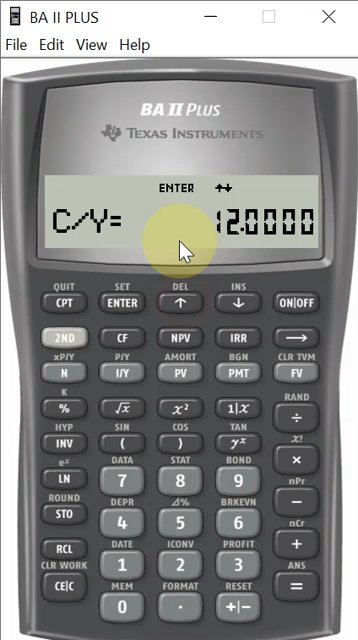 BA II PLUS
File Edit View Help
BA II PLUS
TEXAS INSTRUMENTS
ENTER ↑↓
C/Y= 12.0000
QUIT SET DEL INS
CPT ENTER ↑ ↓ ON|OFF
2ND CF NPV IRR →
xP/Y P/Y AMORT BGN CLR TVM
N I/Y PV PMT FV
K RAND
% √x x² 1|X ÷
HYP SIN COS TAN x!
INV ( ) yˣ ×
eˣ DATA STAT BOND nPr
LN 7 8 9 −
ROUND DEPR Δ% BRKEVN nCr
STO 4 5 6 +
DATE ICONV PROFIT ANS
RCL 1 2 3 =
CLR WORK MEM FORMAT RESET
CE|C 0 . +|−